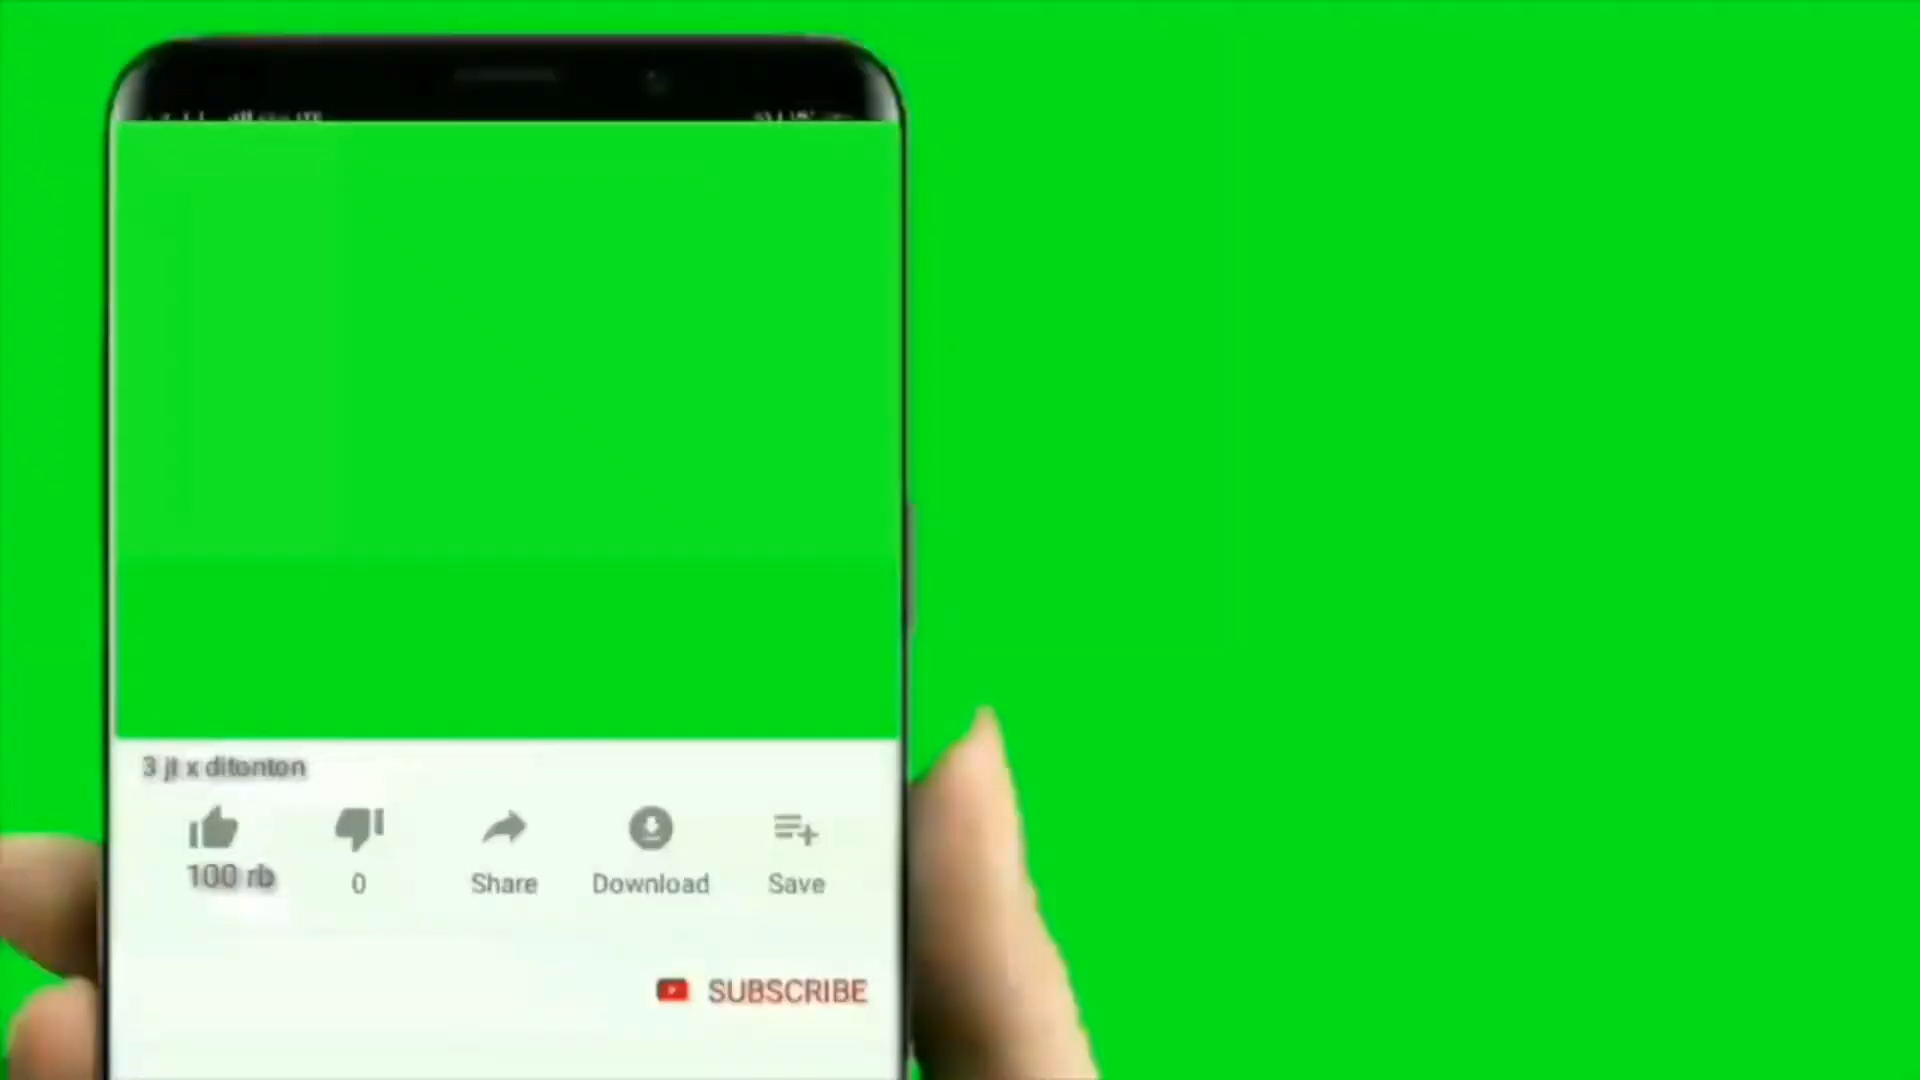 3 jt x ditonton
100 rb
0
Share
Download
Save
SUBSCRIBE